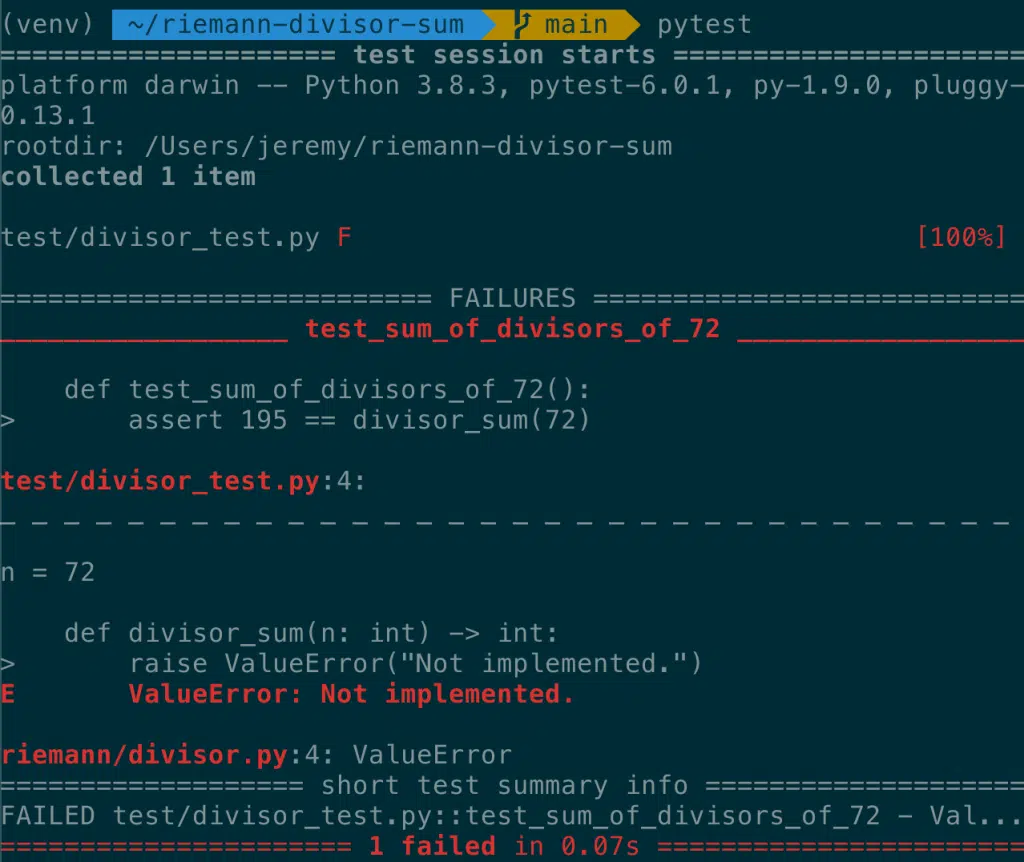 (venv) ~/riemann-divisor-sum main pytest
===================== test session starts ======================
platform darwin -- Python 3.8.3, pytest-6.0.1, py-1.9.0, pluggy-
0.13.1
rootdir: /Users/jeremy/riemann-divisor-sum
collected 1 item
test/divisor_test.py F [100%]
=========================== FAILURES ===========================
__________________ test_sum_of_divisors_of_72 __________________
def test_sum_of_divisors_of_72():
> assert 195 == divisor_sum(72)
test/divisor_test.py:4:
_ _ _ _ _ _ _ _ _ _ _ _ _ _ _ _ _ _ _ _ _ _ _ _ _ _ _ _ _ _ _ _
n = 72
def divisor_sum(n: int) -> int:
> raise ValueError("Not implemented.")
E ValueError: Not implemented.
riemann/divisor.py:4: ValueError
=================== short test summary info ====================
FAILED test/divisor_test.py::test_sum_of_divisors_of_72 - Val...
====================== 1 failed in 0.07s =======================